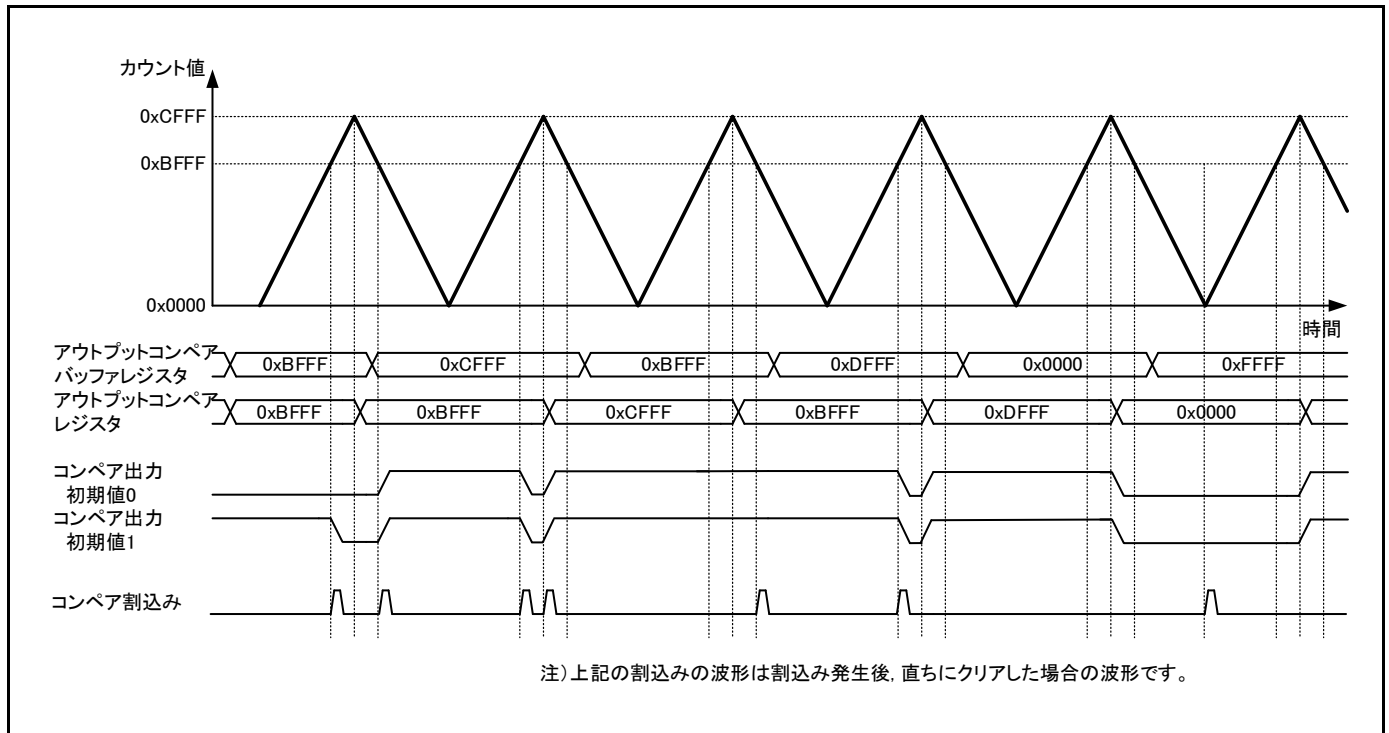 カウント値
0xCFFF
0xBFFF
0x0000
時間
アウトプットコンペア
バッファレジスタ
0xBFFF 0xCFFF 0xBFFF 0xDFFF 0x0000 0xFFFF
アウトプットコンペア
レジスタ
0xBFFF 0xBFFF 0xCFFF 0xBFFF 0xDFFF 0x0000
コンペア出力
初期値0
コンペア出力
初期値1
コンペア割込み
注)上記の割込みの波形は割込み発生後, 直ちにクリアした場合の波形です。